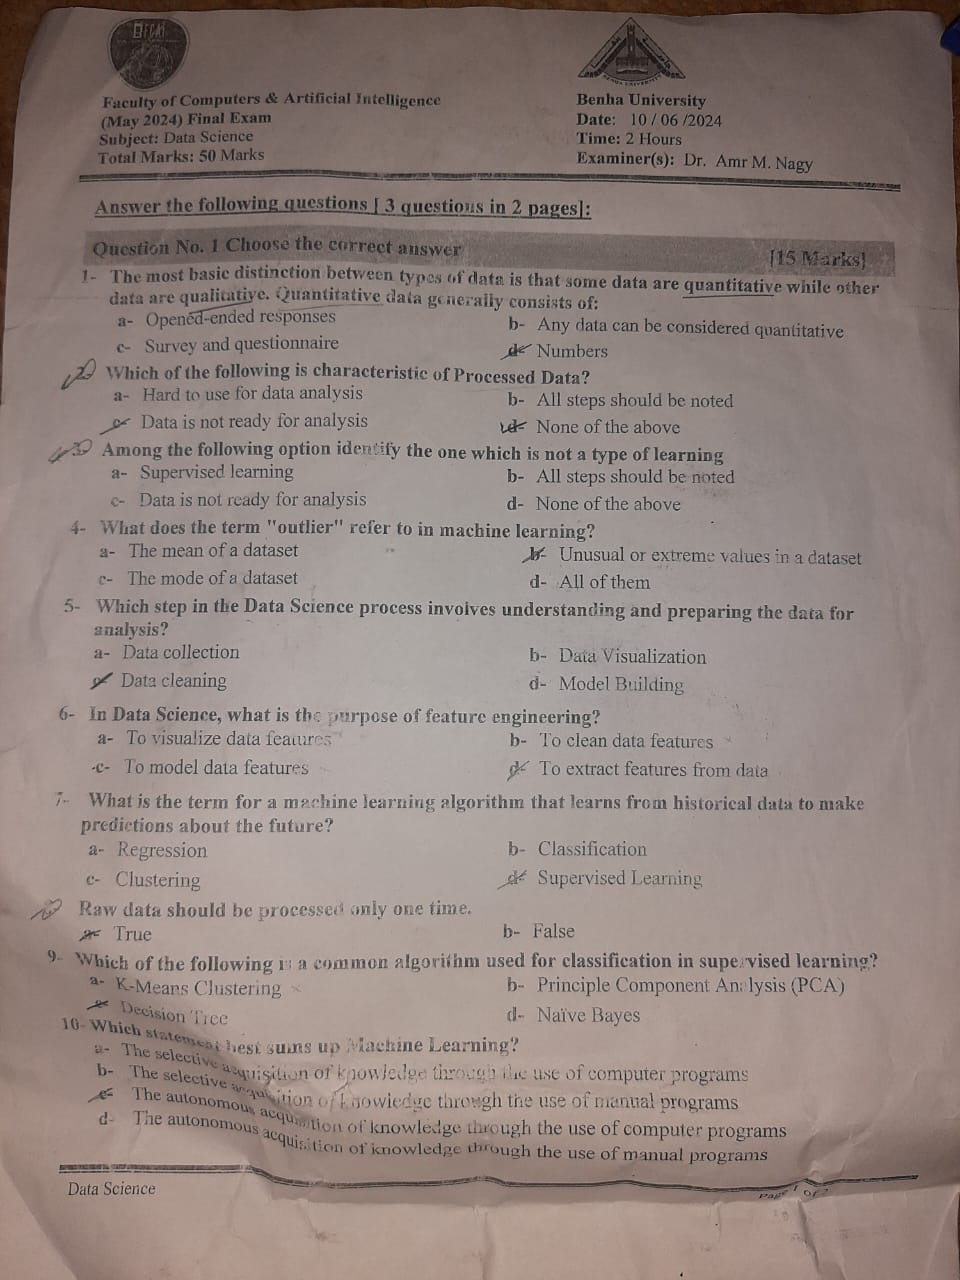 BFCAI
BENHA UNIVERSITY
Faculty of Computers & Artificial Intelligence
(May 2024) Final Exam
Subject: Data Science
Total Marks: 50 Marks
Benha University
Date: 10 / 06 /2024
Time: 2 Hours
Examiner(s): Dr. Amr M. Nagy
Answer the following questions [ 3 questions in 2 pages]:
Question No. 1 Choose the correct answer [15 Marks]
1- The most basic distinction between types of data is that some data are quantitative while other
data are qualitative. Quantitative data generally consists of:
a- Opened-ended responses b- Any data can be considered quantitative
c- Survey and questionnaire d- Numbers
2- Which of the following is characteristic of Processed Data?
a- Hard to use for data analysis b- All steps should be noted
c- Data is not ready for analysis d- None of the above
3- Among the following option identify the one which is not a type of learning
a- Supervised learning b- All steps should be noted
c- Data is not ready for analysis d- None of the above
4- What does the term "outlier" refer to in machine learning?
a- The mean of a dataset b- Unusual or extreme values in a dataset
c- The mode of a dataset d- All of them
5- Which step in the Data Science process involves understanding and preparing the data for
analysis?
a- Data collection b- Data Visualization
c- Data cleaning d- Model Building
6- In Data Science, what is the purpose of feature engineering?
a- To visualize data features b- To clean data features
c- To model data features d- To extract features from data
7- What is the term for a machine learning algorithm that learns from historical data to make
predictions about the future?
a- Regression b- Classification
c- Clustering d- Supervised Learning
Raw data should be processed only one time.
a- True b- False
9- Which of the following is a common algorithm used for classification in supervised learning?
a- K-Means Clustering b- Principle Component Analysis (PCA)
c- Decision Tree d- Naïve Bayes
10- Which statement best sums up Machine Learning?
a- The selective acquisition of knowledge through the use of computer programs
b- The selective acquisition of knowledge through the use of manual programs
c- The autonomous acquisition of knowledge through the use of computer programs
d- The autonomous acquisition of knowledge through the use of manual programs
Data Science Page 1 of 2